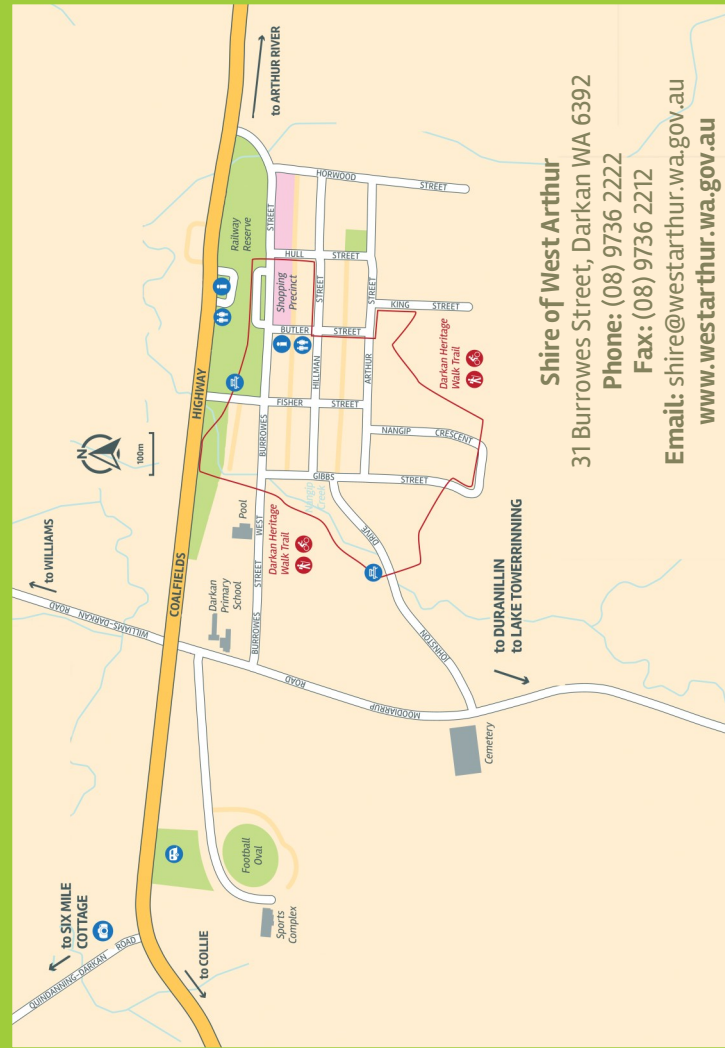 to SIX MILE
COTTAGE
QUINDANNING-DARKAN
ROAD
to COLLIE
to WILLIAMS
WILLIAMS-DARKAN ROAD
COALFIELDS
HIGHWAY
to ARTHUR RIVER
N
100m
Sports
Complex
Football
Oval
Darkan
Primary
School
Pool
BURROWES
STREET
WEST
BURROWES
STREET
Railway
Reserve
Shopping
Precinct
Darkan Heritage
Walk Trail
Nangip
Creek
GIBBS
STREET
FISHER
STREET
BUTLER
STREET
HULL
STREET
HORWOOD
STREET
HILLMAN
STREET
ARTHUR
STREET
KING
STREET
NANGIP
CRESCENT
Darkan Heritage
Walk Trail
JOHNSTON
DRIVE
MOODIARRUP
ROAD
Cemetery
to DURANILLIN
to LAKE TOWERRINNING
i
i
Shire of West Arthur
31 Burrowes Street, Darkan WA 6392
Phone: (08) 9736 2222
Fax: (08) 9736 2212
Email: shire@westarthur.wa.gov.au
www.westarthur.wa.gov.au